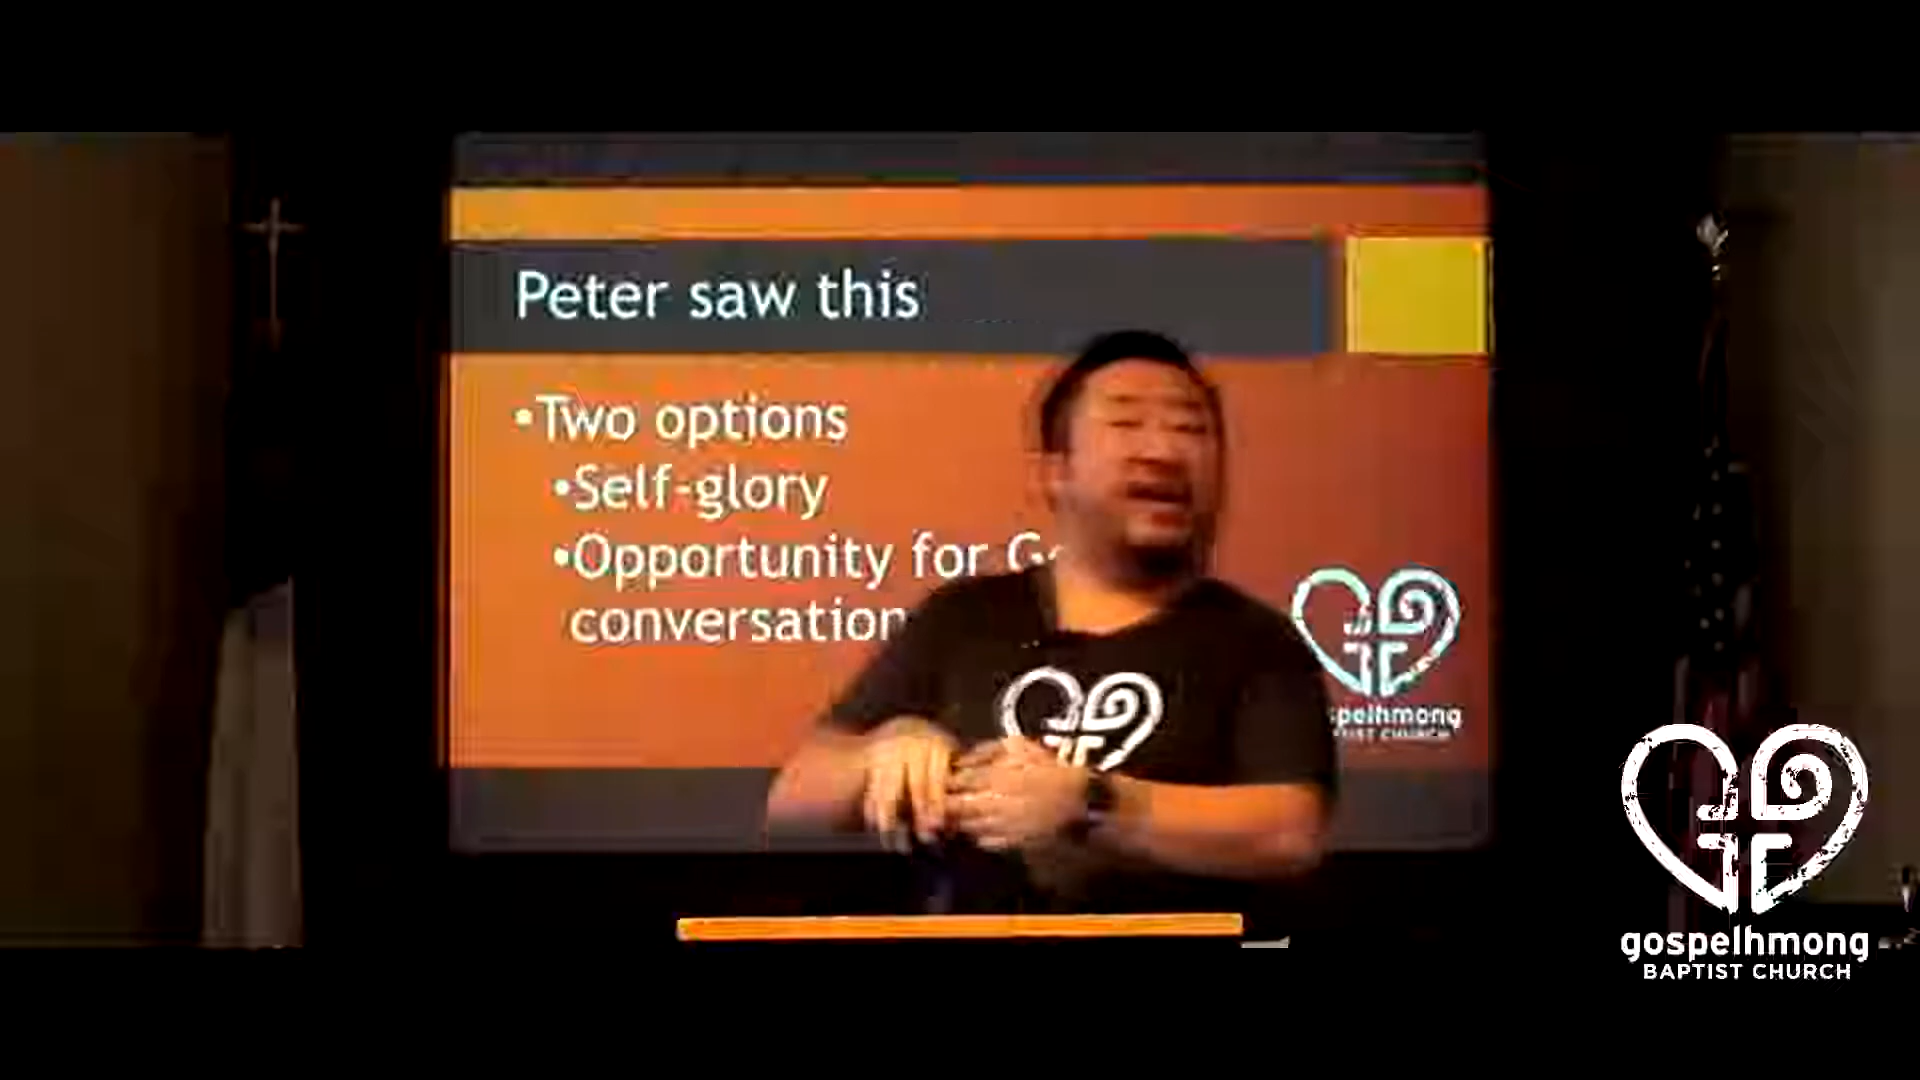 Peter saw this
•Two options
•Self-glory
•Opportunity for
conversation
gospelhmong
BAPTIST CHURCH